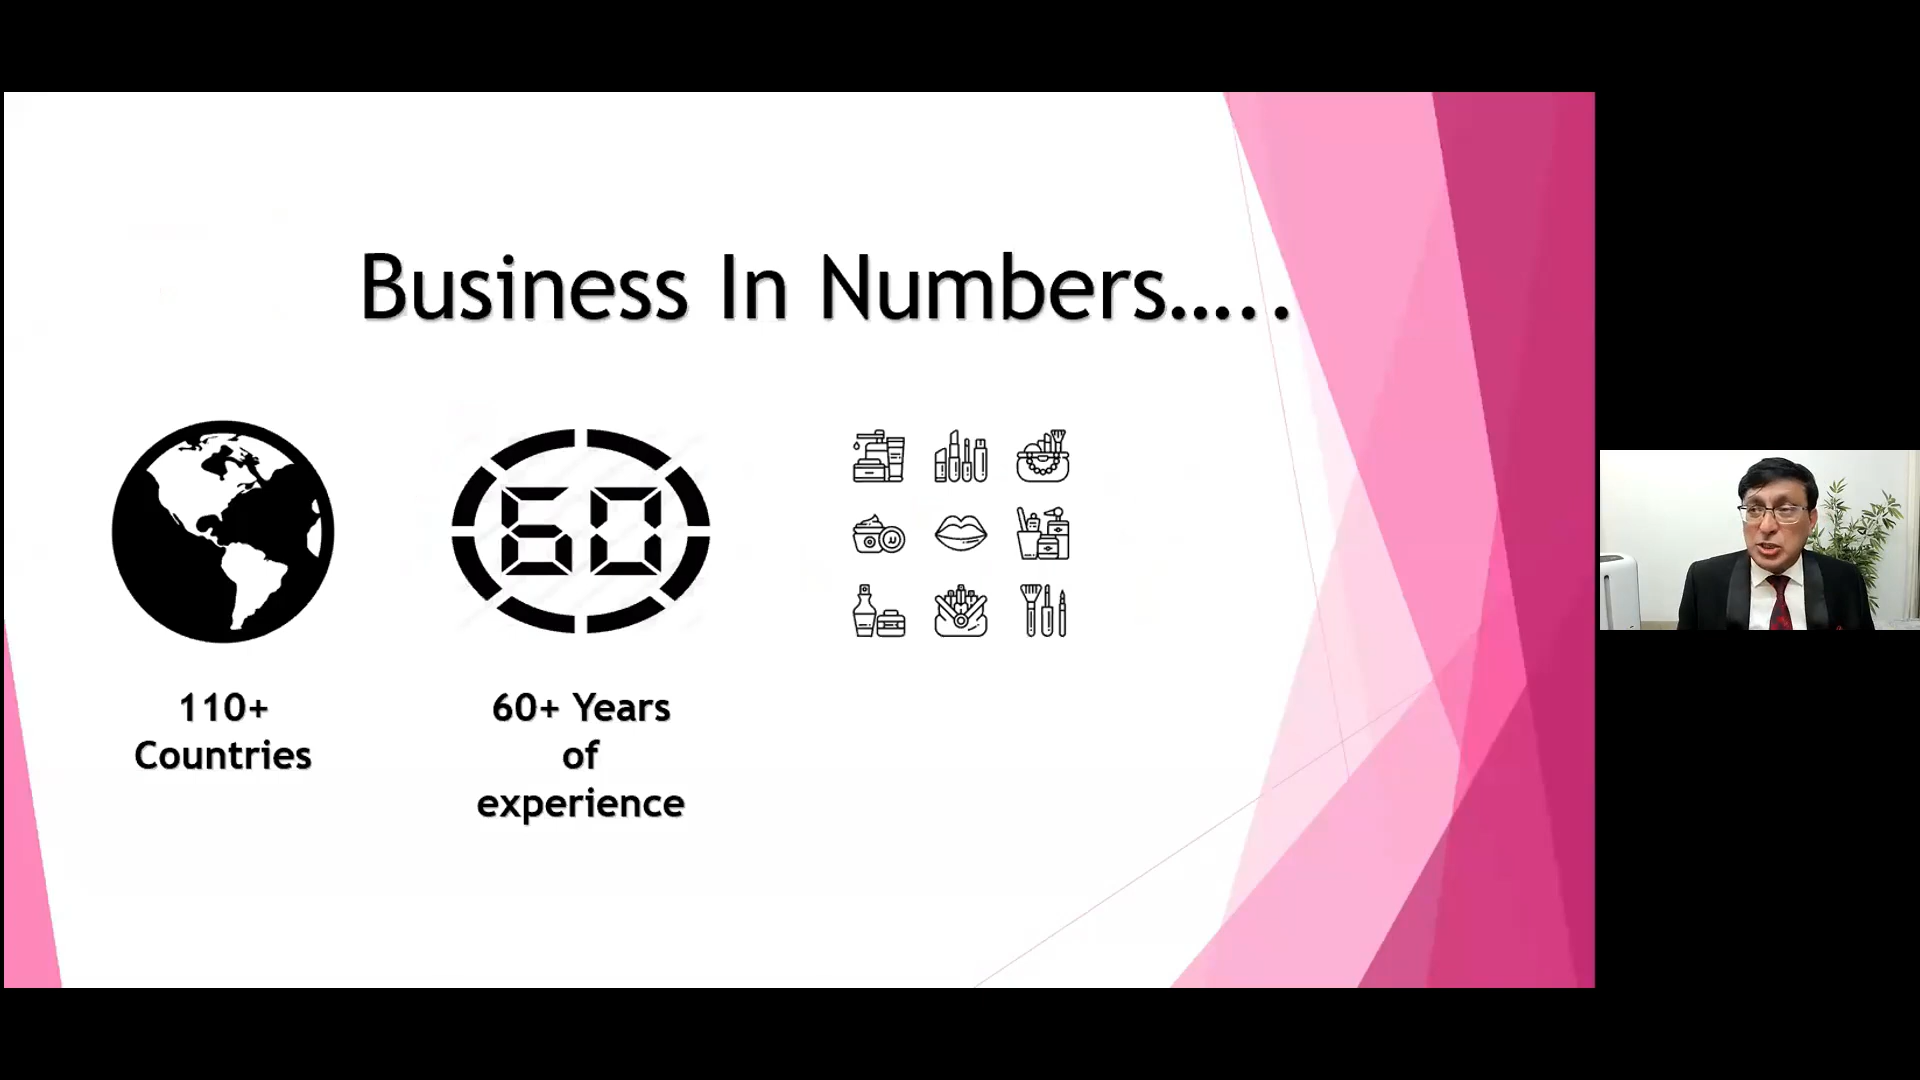 Business In Numbers.....
60
110+
Countries
60+ Years
of
experience